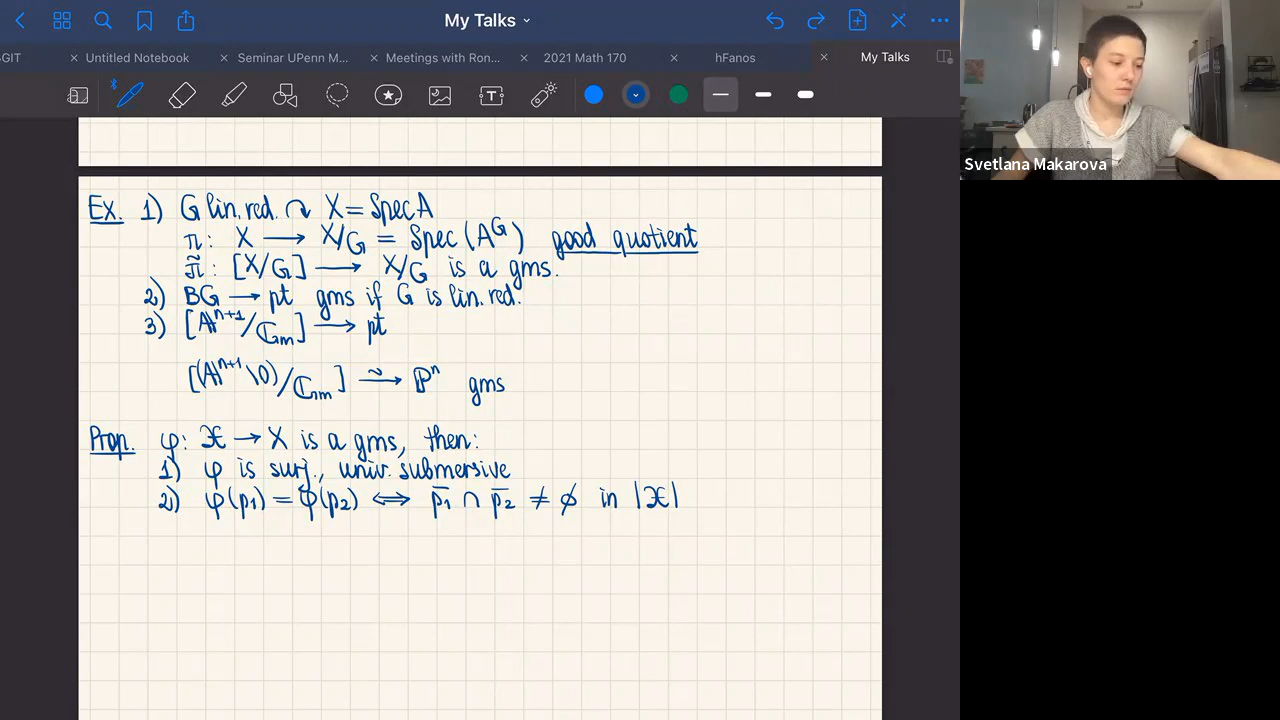 My Talks
GIT
Untitled Notebook
Seminar UPenn M...
Meetings with Ron...
2021 Math 170
hFanos
My Talks
Svetlana Makarova
Ex. 1) G lin. red. ↷ X = Spec A
π : X ⟶ X/G = Spec (A^G) good quotient
π̃ : [X/G] ⟶ X/G is a gms.
2) BG ⟶ pt gms if G is lin. red.
3) [𝔸^{n+1}/𝔾_m] ⟶ pt
[(𝔸^{n+1} \ 0)/𝔾_m] ⥲ ℙ^n gms
Prop. φ : 𝒳 → X is a gms, then:
1) φ is surj., univ. submersive
2) φ(p₁) = φ(p₂) ⟺ p̄₁ ∩ p̄₂ ≠ ∅ in |𝒳|